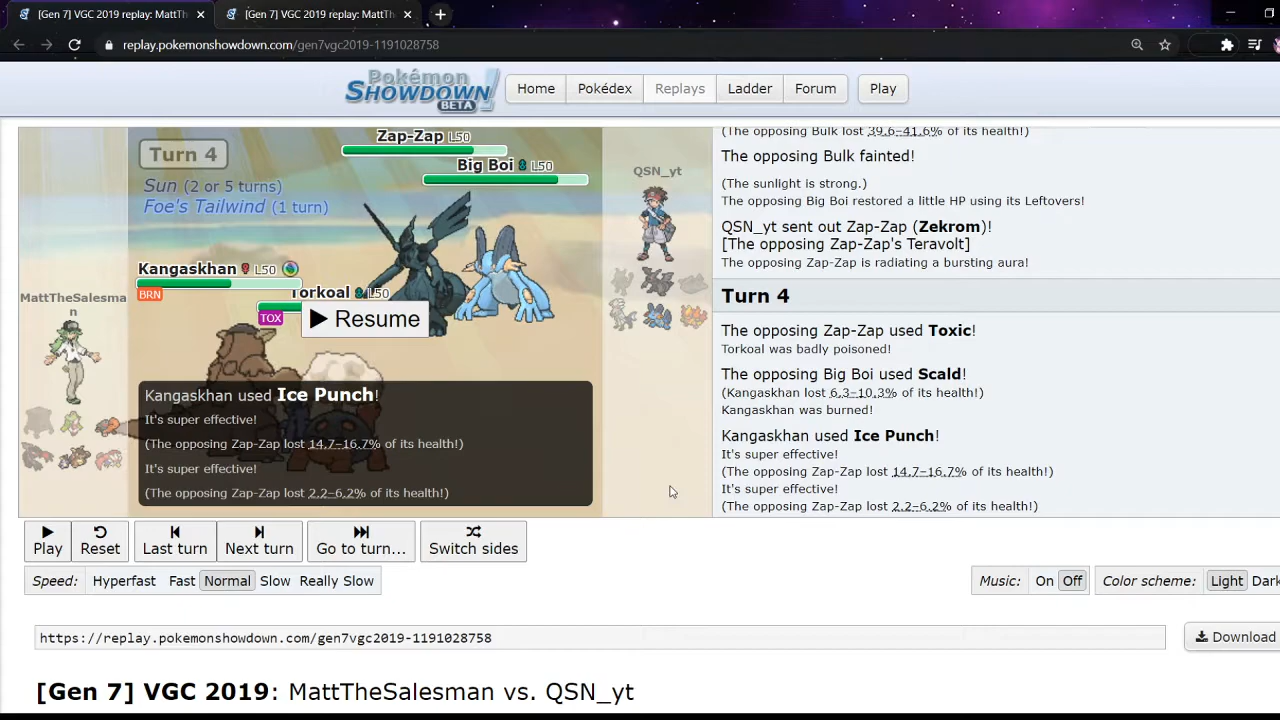 [Gen 7] VGC 2019 replay: MattTh
[Gen 7] VGC 2019 replay: MattTh
replay.pokemonshowdown.com/gen7vgc2019-1191028758
Pokémon
SHOWDOWN!
BETA
Home
Pokédex
Replays
Ladder
Forum
Play
Turn 4
Sun (2 or 5 turns)
Foe's Tailwind (1 turn)
Zap-Zap L50
Big Boi L50
Kangaskhan L50
BRN
Torkoal L50
TOX
Resume
Kangaskhan used Ice Punch!
It's super effective!
(The opposing Zap-Zap lost 14.7–16.7% of its health!)
It's super effective!
(The opposing Zap-Zap lost 2.2–6.2% of its health!)
MattTheSalesma
n
QSN_yt
(The opposing Bulk lost 39.6–41.6% of its health!)
The opposing Bulk fainted!
(The sunlight is strong.)
The opposing Big Boi restored a little HP using its Leftovers!
QSN_yt sent out Zap-Zap (Zekrom)!
[The opposing Zap-Zap's Teravolt]
The opposing Zap-Zap is radiating a bursting aura!
Turn 4
The opposing Zap-Zap used Toxic!
Torkoal was badly poisoned!
The opposing Big Boi used Scald!
(Kangaskhan lost 6.3–10.3% of its health!)
Kangaskhan was burned!
Kangaskhan used Ice Punch!
It's super effective!
(The opposing Zap-Zap lost 14.7–16.7% of its health!)
It's super effective!
(The opposing Zap-Zap lost 2.2–6.2% of its health!)
Play
Reset
Last turn
Next turn
Go to turn...
Switch sides
Speed: Hyperfast Fast Normal Slow Really Slow
Music: On Off
Color scheme: Light Dark
https://replay.pokemonshowdown.com/gen7vgc2019-1191028758
Download
[Gen 7] VGC 2019: MattTheSalesman vs. QSN_yt